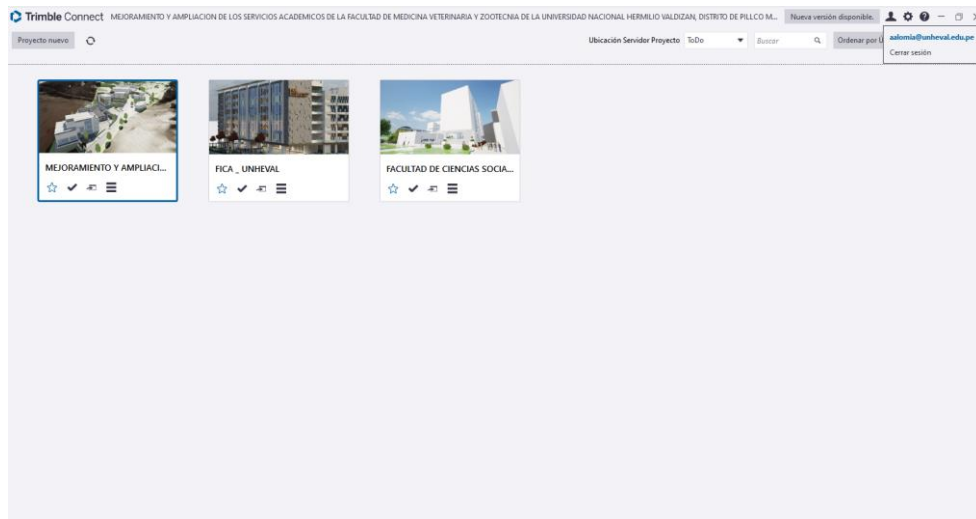 Trimble Connect MEJORAMIENTO Y AMPLIACION DE LOS SERVICIOS ACADEMICOS DE LA FACULTAD DE MEDICINA VETERINARIA Y ZOOTECNIA DE LA UNIVERSIDAD NACIONAL HERMILIO VALDIZAN, DISTRITO DE PILLCO M... Nueva versión disponible.
Proyecto nuevo Ubicación Servidor Proyecto ToDo Buscar Ordenar por Ú
aalomia@unheval.edu.pe
Cerrar sesión
MEJORAMIENTO Y AMPLIACI... FICA _ UNHEVAL FACULTAD DE CIENCIAS SOCIA...